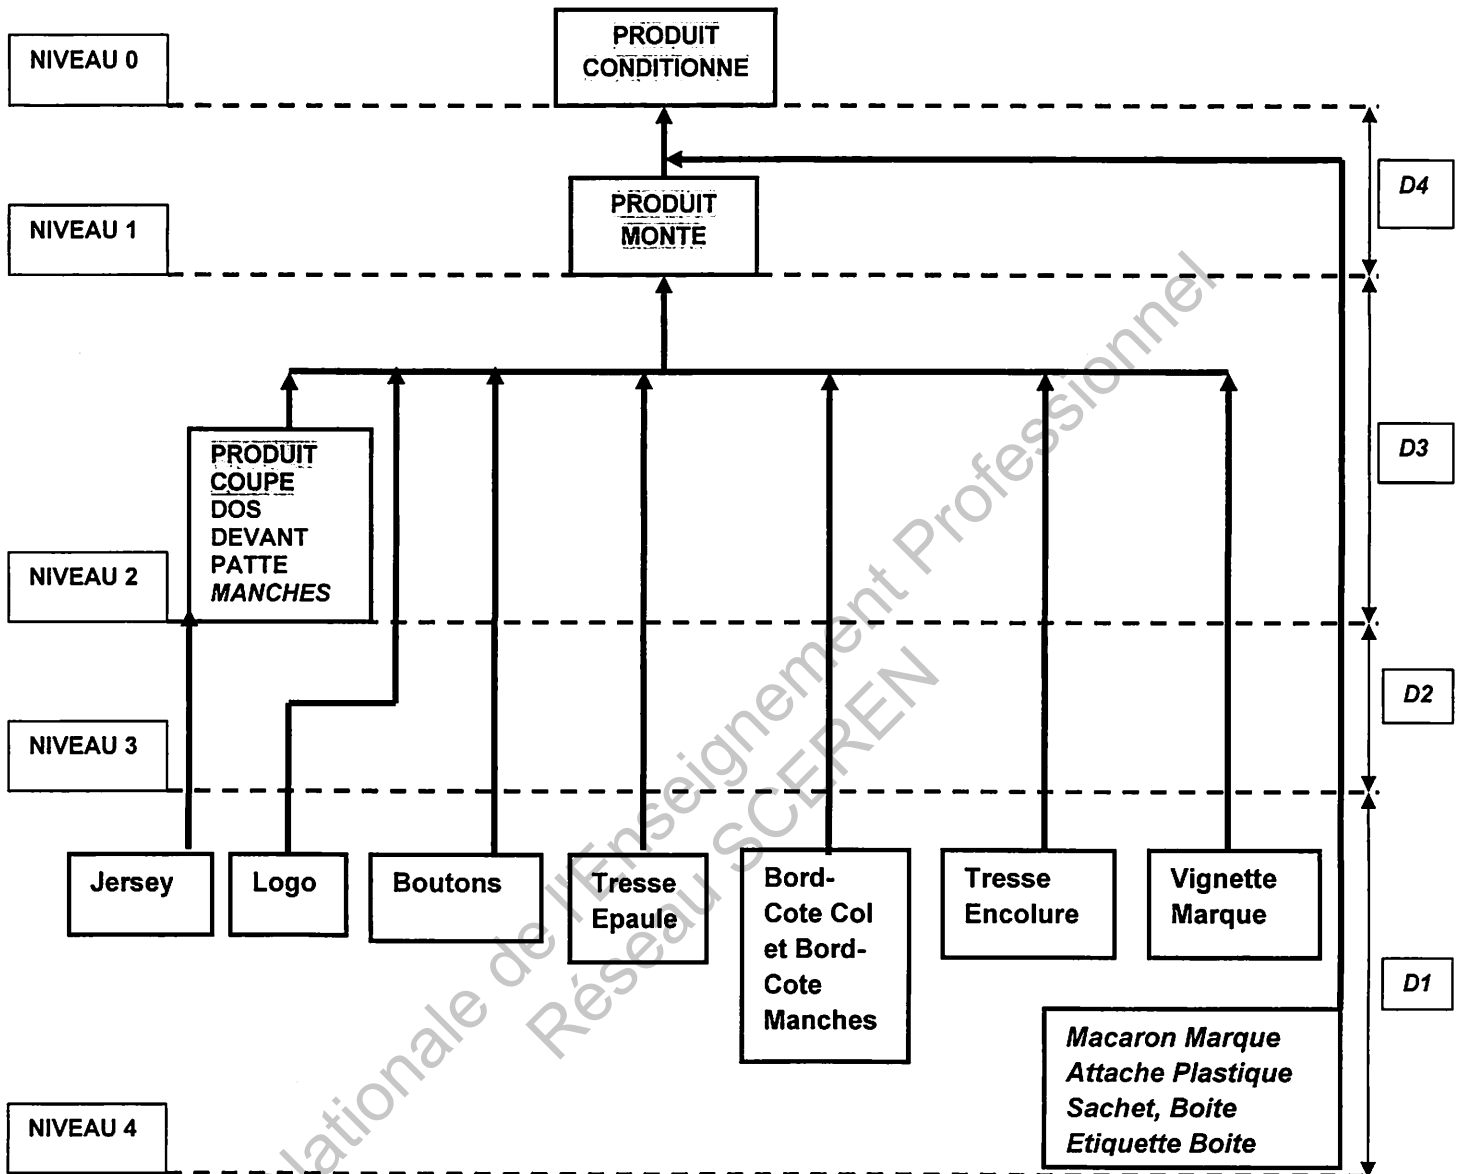 NIVEAU 0
PRODUIT
CONDITIONNE
D4
NIVEAU 1
PRODUIT
MONTE
D3
PRODUIT
COUPE
DOS
DEVANT
PATTE
MANCHES
NIVEAU 2
D2
NIVEAU 3
Jersey
Logo
Boutons
Tresse
Epaule
Bord-
Cote Col
et Bord-
Cote
Manches
Tresse
Encolure
Vignette
Marque
D1
Macaron Marque
Attache Plastique
Sachet, Boite
Etiquette Boite
NIVEAU 4
Nationale de l'Enseignement Professionnel
Réseau SCEREN